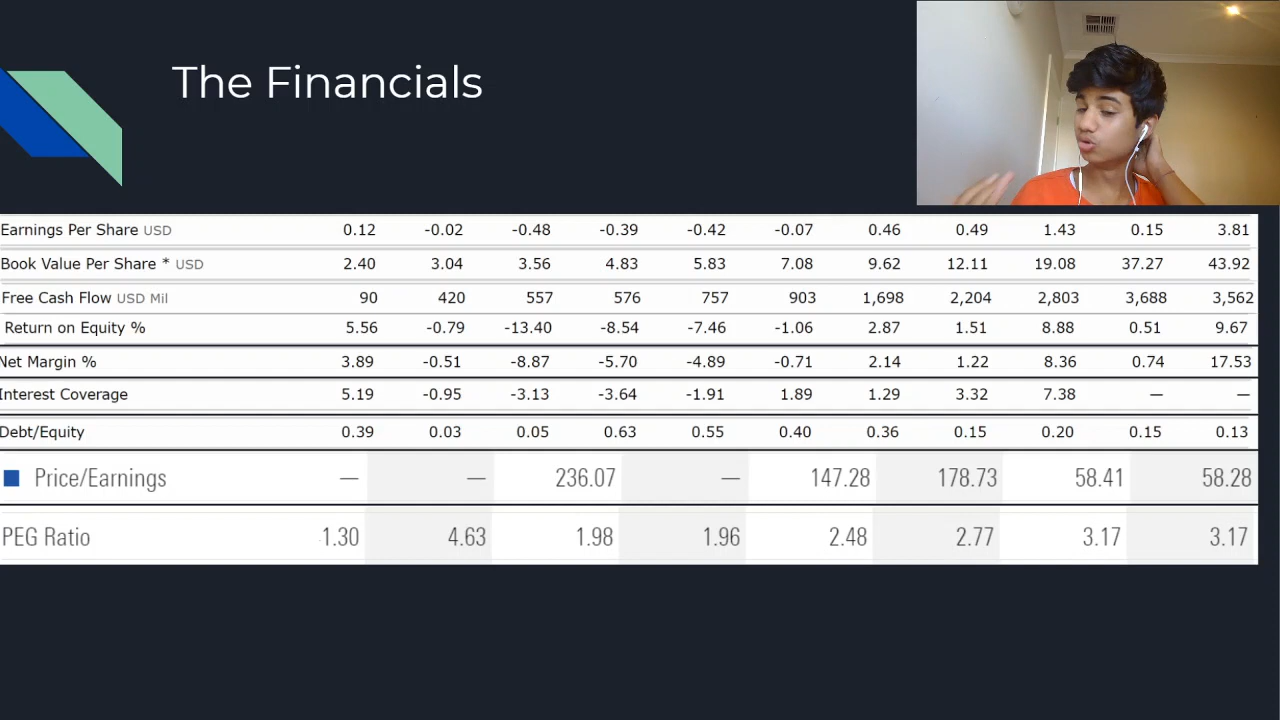 The Financials
Earnings Per Share USD 0.12 -0.02 -0.48 -0.39 -0.42 -0.07 0.46 0.49 1.43 0.15 3.81
Book Value Per Share * USD 2.40 3.04 3.56 4.83 5.83 7.08 9.62 12.11 19.08 37.27 43.92
Free Cash Flow USD Mil 90 420 557 576 757 903 1,698 2,204 2,803 3,688 3,562
Return on Equity % 5.56 -0.79 -13.40 -8.54 -7.46 -1.06 2.87 1.51 8.88 0.51 9.67
Net Margin % 3.89 -0.51 -8.87 -5.70 -4.89 -0.71 2.14 1.22 8.36 0.74 17.53
Interest Coverage 5.19 -0.95 -3.13 -3.64 -1.91 1.89 1.29 3.32 7.38 — —
Debt/Equity 0.39 0.03 0.05 0.63 0.55 0.40 0.36 0.15 0.20 0.15 0.13
Price/Earnings — — 236.07 — 147.28 178.73 58.41 58.28
PEG Ratio 1.30 4.63 1.98 1.96 2.48 2.77 3.17 3.17